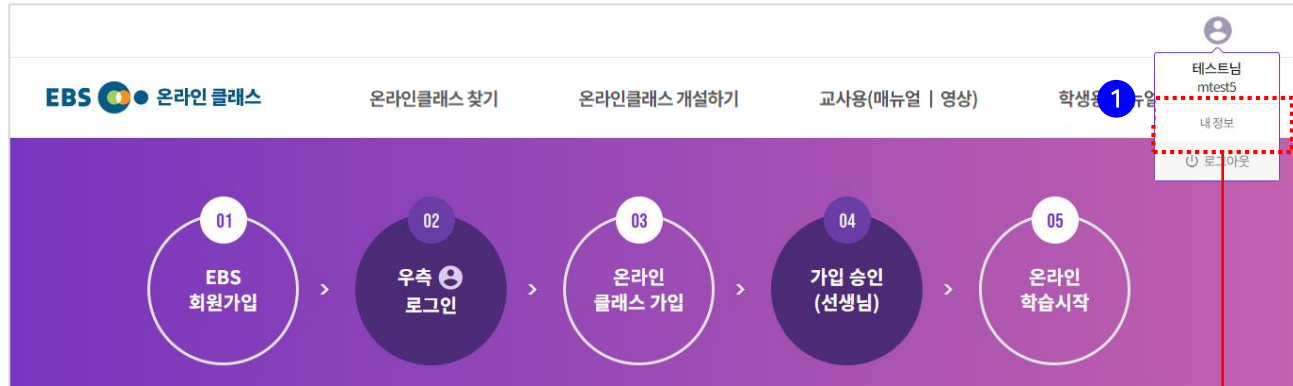 테스트님
mtest5
EBS 온라인 클래스
온라인클래스 찾기
온라인클래스 개설하기
교사용(매뉴얼 | 영상)
1
내 정보
로그아웃
01
EBS
회원가입
02
우측
로그인
03
온라인
클래스 가입
04
가입 승인
(선생님)
05
온라인
학습시작